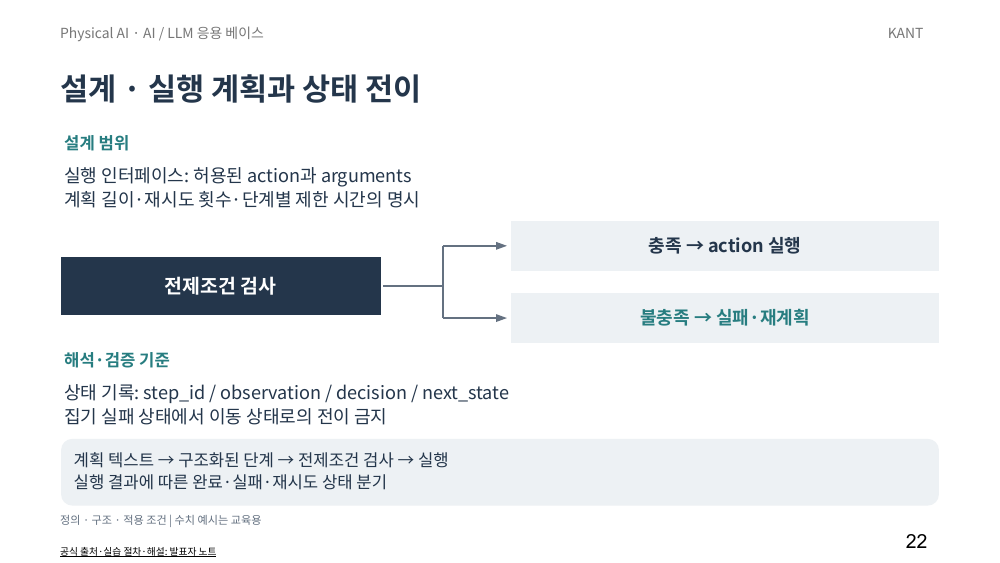 Physical AI · AI / LLM 응용 베이스
KANT
설계 · 실행 계획과 상태 전이
설계 범위
실행 인터페이스: 허용된 action과 arguments
계획 길이·재시도 횟수·단계별 제한 시간의 명시
전제조건 검사
충족 → action 실행
불충족 → 실패·재계획
해석·검증 기준
상태 기록: step_id / observation / decision / next_state
집기 실패 상태에서 이동 상태로의 전이 금지
계획 텍스트 → 구조화된 단계 → 전제조건 검사 → 실행
실행 결과에 따른 완료·실패·재시도 상태 분기
정의 · 구조 · 적용 조건 | 수치 예시는 교육용
공식 출처·실습 절차·해설: 발표자 노트
22